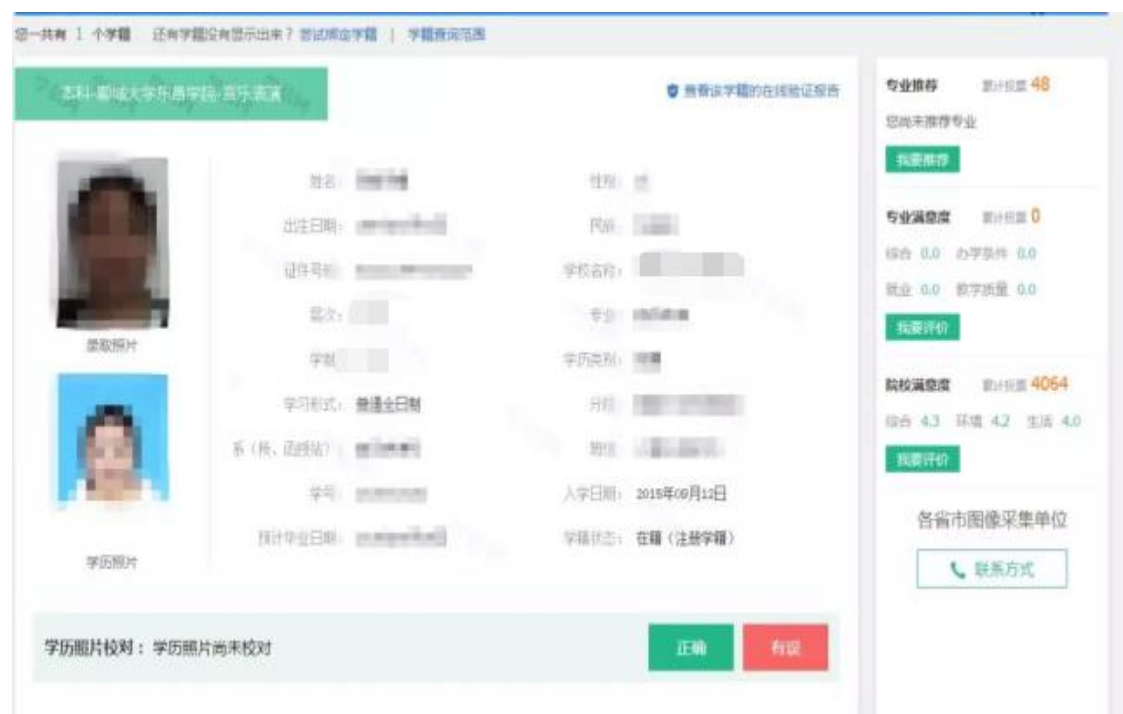 您一共有 1 个学籍 还有学籍没有显示出来？ 尝试绑定学籍 | 学籍查询范围
本科-聊城大学东昌学院-音乐表演
查看该学籍的在线验证报告
录取照片
学历照片
姓名：
性别：
出生日期：
民族：
证件号码：
学校名称：
层次：
专业：
学制
学历类别：
学习形式： 普通全日制
分院：
系（所、函授站）：
班级：
学号：
入学日期： 2015年09月12日
预计毕业日期：
学籍状态： 在籍（注册学籍）
学历照片校对： 学历照片尚未校对
正确
有误
专业推荐 累计投票 48
您尚未推荐专业
我要推荐
专业满意度 累计投票 0
综合 0.0 办学条件 0.0
就业 0.0 教学质量 0.0
我要评价
院校满意度 累计投票 4064
综合 4.3 环境 4.2 生活 4.0
我要评价
各省市图像采集单位
联系方式